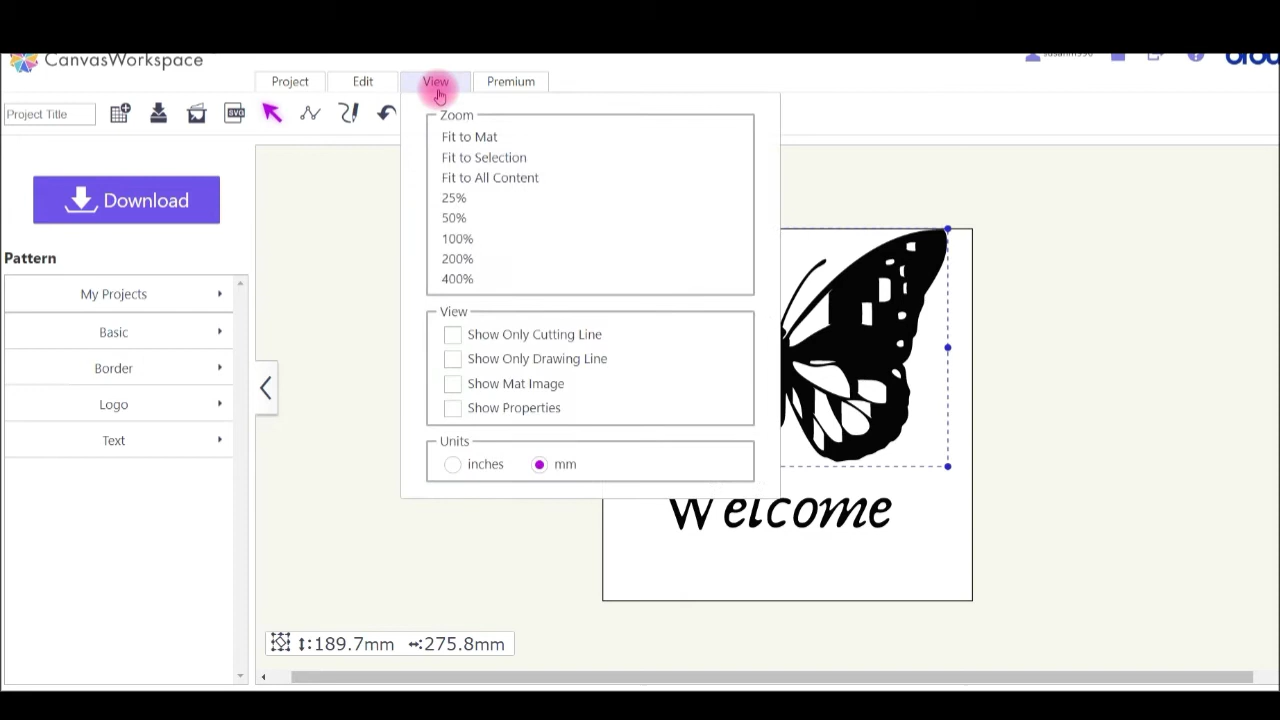 CanvasWorkspace
Project Edit View Premium
Project Title
SVG
Zoom
Fit to Mat
Fit to Selection
Fit to All Content
25%
50%
100%
200%
400%
Download
Pattern
My Projects
Basic
Border
Logo
Text
View
Show Only Cutting Line
Show Only Drawing Line
Show Mat Image
Show Properties
Units
inches mm
Welcome
189.7mm 275.8mm